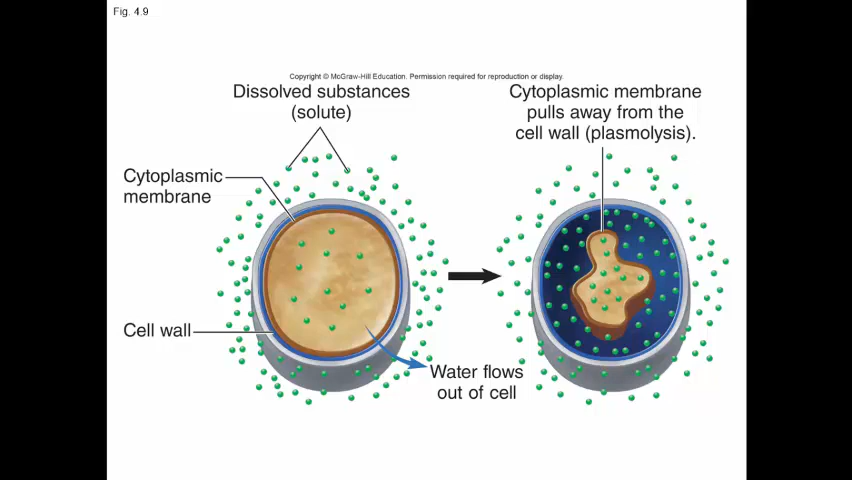 Fig. 4.9
Copyright © McGraw-Hill Education. Permission required for reproduction or display.
Dissolved substances
(solute)
Cytoplasmic membrane
pulls away from the
cell wall (plasmolysis).
Cytoplasmic
membrane
Cell wall
Water flows
out of cell